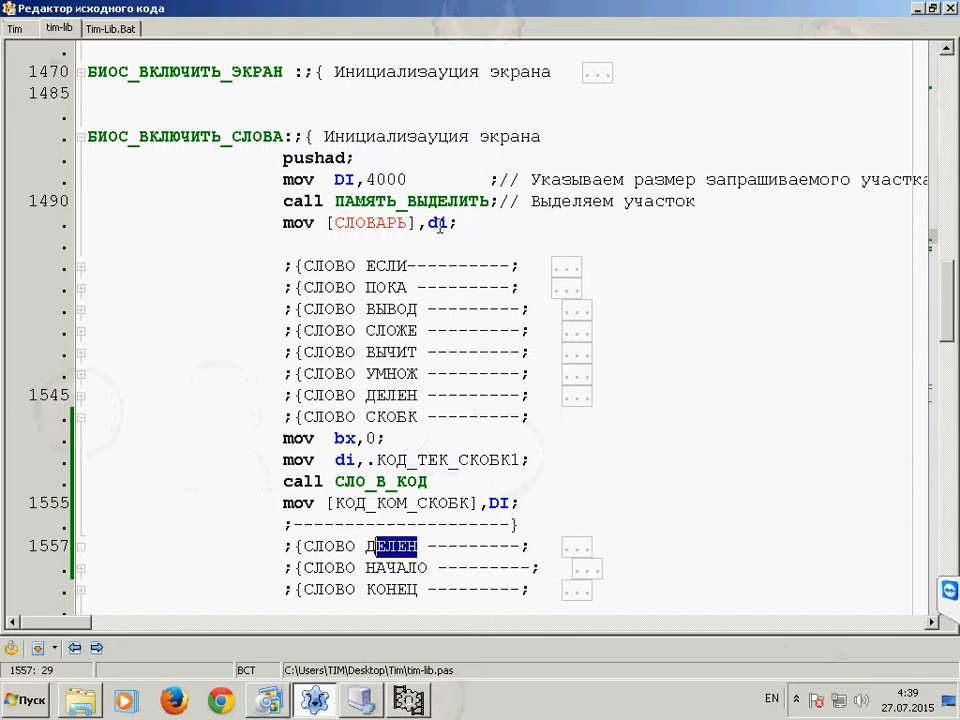 Редактор исходного кода
Tim tim-lib Tim-Lib.Bat
1470 БИОС_ВКЛЮЧИТЬ_ЭКРАН :;{ Инициализауция экрана ...
1485
БИОС_ВКЛЮЧИТЬ_СЛОВА:;{ Инициализауция экрана
pushad;
mov DI,4000 ;// Указываем размер запрашиваемого участка
1490 call ПАМЯТЬ_ВЫДЕЛИТЬ;// Выделяем участок
mov [СЛОВАРЬ],di;
;{СЛОВО ЕСЛИ----------; ...
;{СЛОВО ПОКА ---------; ...
;{СЛОВО ВЫВОД ---------; ...
;{СЛОВО СЛОЖЕ ---------; ...
;{СЛОВО ВЫЧИТ ---------; ...
;{СЛОВО УМНОЖ ---------; ...
1545 ;{СЛОВО ДЕЛЕН ---------; ...
;{СЛОВО СКОБК ---------;
mov bx,0;
mov di,.КОД_ТЕК_СКОБК1;
call СЛО_В_КОД
1555 mov [КОД_КОМ_СКОБК],DI;
;---------------------}
1557 ;{СЛОВО ДЕЛЕН ---------; ...
;{СЛОВО НАЧАЛО ---------; ...
;{СЛОВО КОНЕЦ ---------; ...
1557: 29 ВСТ C:\Users\TIM\Desktop\Tim\tim-lib.pas
Пуск EN 4:39
27.07.2015